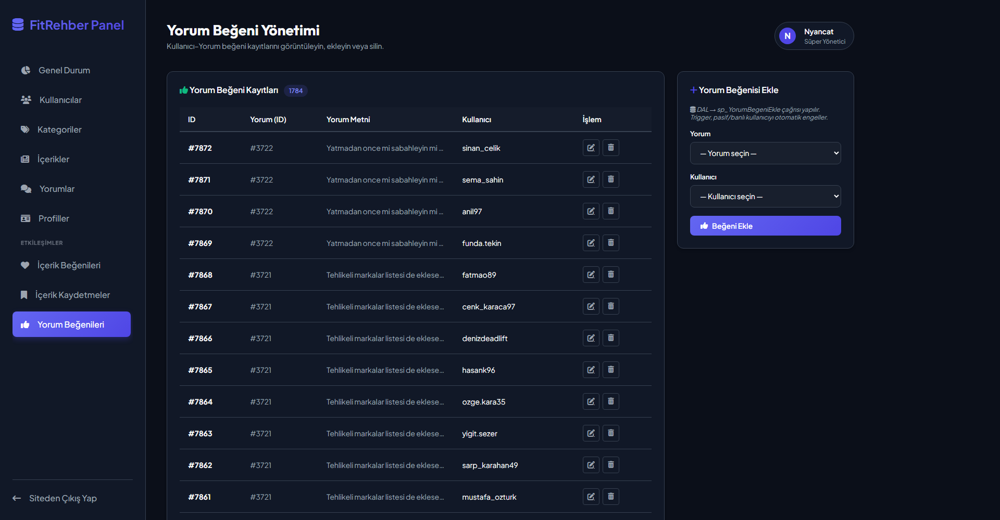 FitRehber Panel
Genel Durum
Kullanıcılar
Kategoriler
İçerikler
Yorumlar
Profiller
ETKİLEŞİMLER
İçerik Beğenileri
İçerik Kaydetmeler
Yorum Beğenileri
Siteden Çıkış Yap
Yorum Beğeni Yönetimi
Kullanıcı–Yorum beğeni kayıtlarını görüntüleyin, ekleyin veya silin.
N
Nyancat
Süper Yönetici
Yorum Beğeni Kayıtları 1784
ID Yorum (ID) Yorum Metni Kullanıcı İşlem
#7872 #3722 Yatmadan once mi sabahleyin mi ... sinan_celik
#7871 #3722 Yatmadan once mi sabahleyin mi ... sema_sahin
#7870 #3722 Yatmadan once mi sabahleyin mi ... anil97
#7869 #3722 Yatmadan once mi sabahleyin mi ... funda.tekin
#7868 #3721 Tehlikeli markalar listesi de eklese... fatmao89
#7867 #3721 Tehlikeli markalar listesi de eklese... cenk_karaca97
#7866 #3721 Tehlikeli markalar listesi de eklese... denizdeadlift
#7865 #3721 Tehlikeli markalar listesi de eklese... hasank96
#7864 #3721 Tehlikeli markalar listesi de eklese... ozge.kara35
#7863 #3721 Tehlikeli markalar listesi de eklese... yigit.sezer
#7862 #3721 Tehlikeli markalar listesi de eklese... sarp_karahan49
#7861 #3721 Tehlikeli markalar listesi de eklese... mustafa_ozturk
Yorum Beğenisi Ekle
DAL → sp_YorumBegeniEkle çağrısı yapılır.
Trigger, pasif/banlı kullanıcıyı otomatik engeller.
Yorum
— Yorum seçin —
Kullanıcı
— Kullanıcı seçin —
Beğeni Ekle